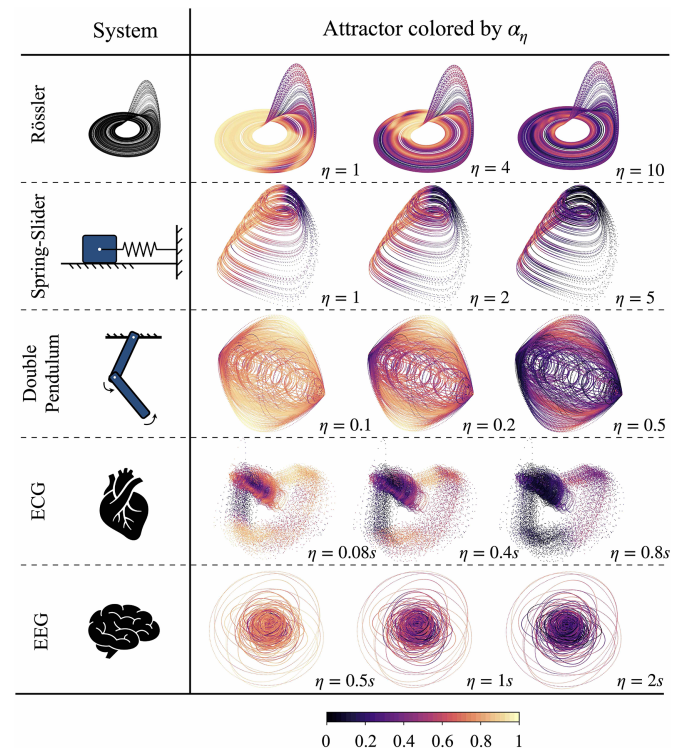 System Attractor colored by αη
Rössler
η = 1 η = 4 η = 10
Spring-Slider
η = 1 η = 2 η = 5
Double
Pendulum
η = 0.1 η = 0.2 η = 0.5
ECG
η = 0.08s η = 0.4s η = 0.8s
EEG
η = 0.5s η = 1s η = 2s
0 0.2 0.4 0.6 0.8 1